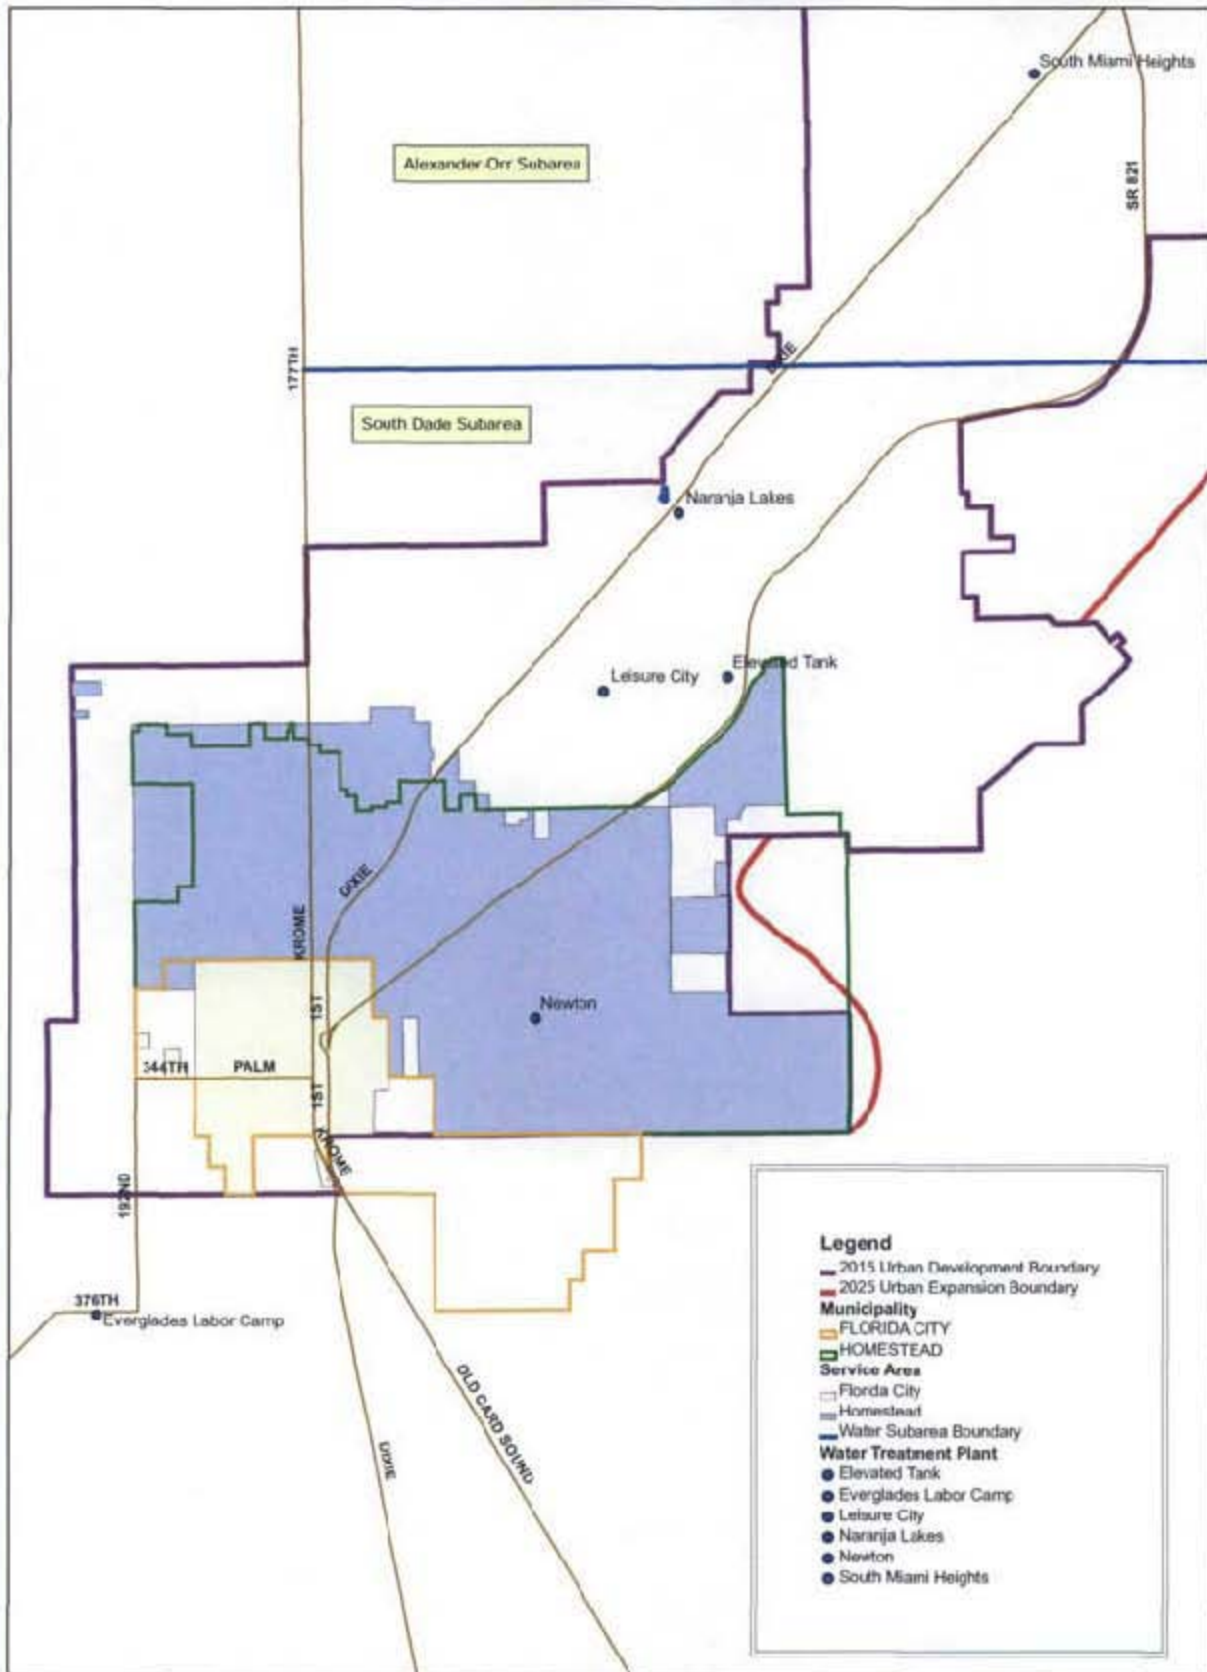 South Miami Heights
Alexander-Orr Subarea
SR 821
177TH
DIXIE
South Dade Subarea
Naranja Lakes
Leisure City
Elevated Tank
DIXIE
KROME
1ST
Newton
344TH
PALM
1ST
KROME
192ND
376TH
Everglades Labor Camp
OLD CARD SOUND
DIXIE
Legend
2015 Urban Development Boundary
2025 Urban Expansion Boundary
Municipality
FLORIDA CITY
HOMESTEAD
Service Area
Florda City
Homestead
Water Subarea Boundary
Water Treatment Plant
Elevated Tank
Everglades Labor Camp
Leisure City
Naranja Lakes
Newton
South Miami Heights